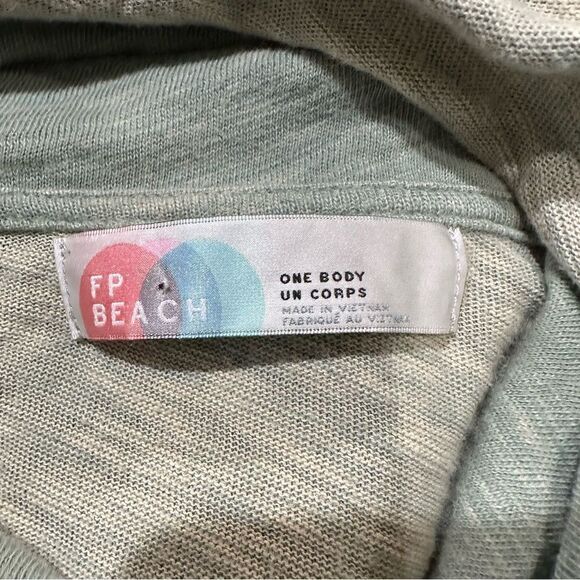 FP
BEACH
ONE BODY
UN CORPS
MADE IN VIETNAM
FABRIQUÉ AU VIETNAM